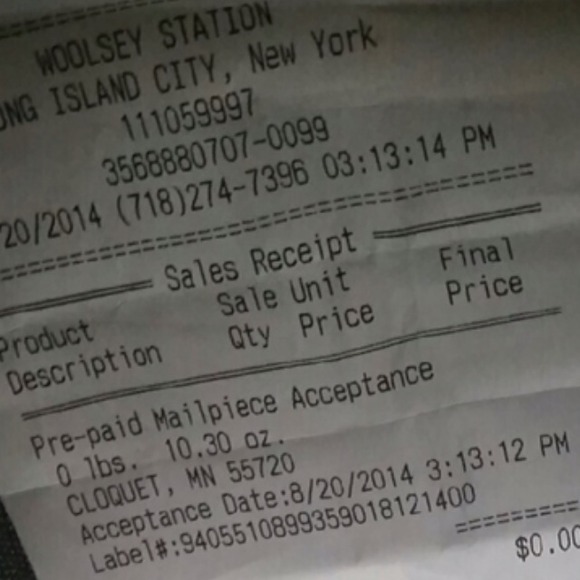 WOOLSEY STATION
ONG ISLAND CITY, New York
111059997
3568880707-0099
20/2014 (718)274-7396 03:13:14 PM
Sales Receipt
Product Sale Unit Final
Description Qty Price Price
Pre-paid Mailpiece Acceptance
0 lbs. 10.30 oz.
CLOQUET, MN 55720
Acceptance Date:8/20/2014 3:13:12 PM
Label#:9405510899359018121400
$0.00